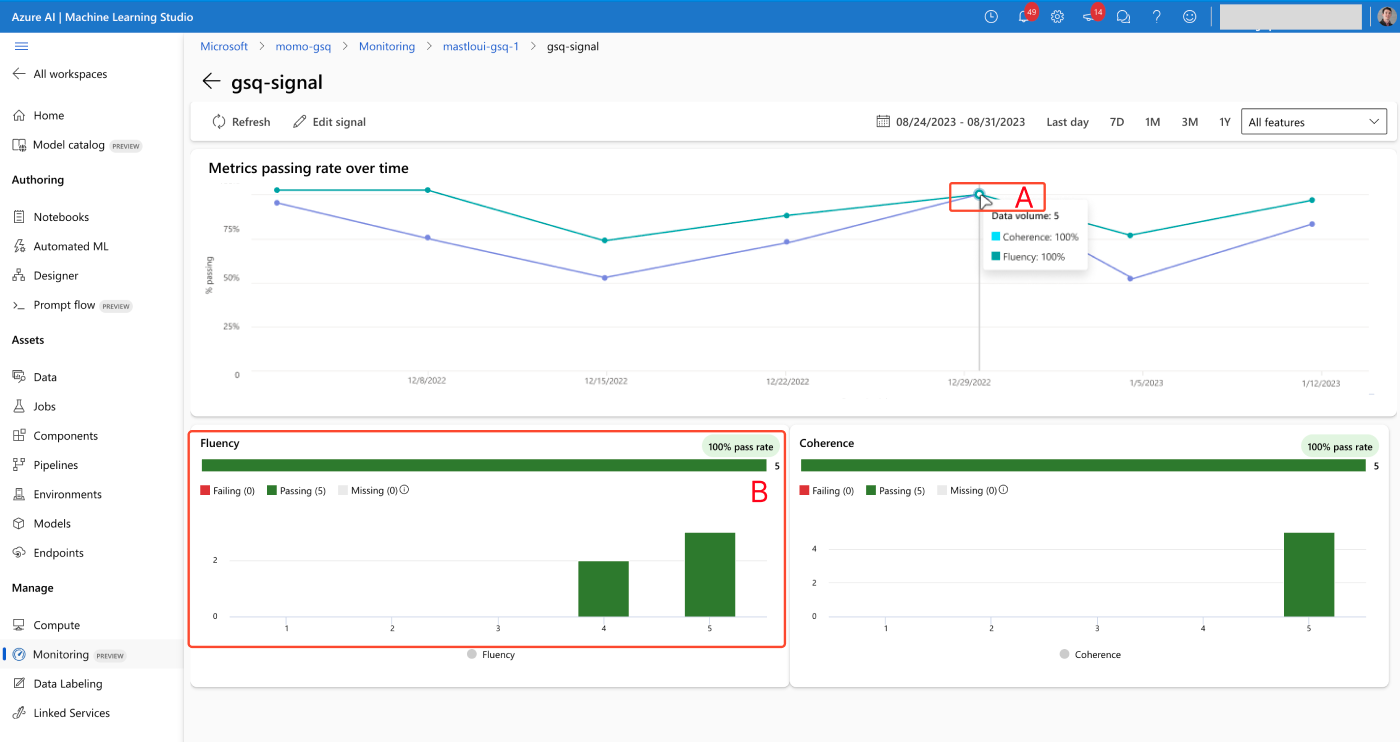 Azure AI | Machine Learning Studio
49
14
Microsoft > momo-gsq > Monitoring > mastloui-gsq-1 > gsq-signal
All workspaces
Home
Model catalog PREVIEW
Authoring
Notebooks
Automated ML
Designer
Prompt flow PREVIEW
Assets
Data
Jobs
Components
Pipelines
Environments
Models
Endpoints
Manage
Compute
Monitoring PREVIEW
Data Labeling
Linked Services
gsq-signal
Refresh
Edit signal
08/24/2023 - 08/31/2023
Last day
7D
1M
3M
1Y
All features
Metrics passing rate over time
% passing
75%
50%
25%
0
12/8/2022
12/15/2022
12/22/2022
12/29/2022
1/5/2023
1/12/2023
A
Data volume: 5
Coherence: 100%
Fluency: 100%
Fluency
100% pass rate
5
Failing (0)
Passing (5)
Missing (0)
B
2
0
1
2
3
4
5
Fluency
Coherence
100% pass rate
5
Failing (0)
Passing (5)
Missing (0)
4
2
0
1
2
3
4
5
Coherence